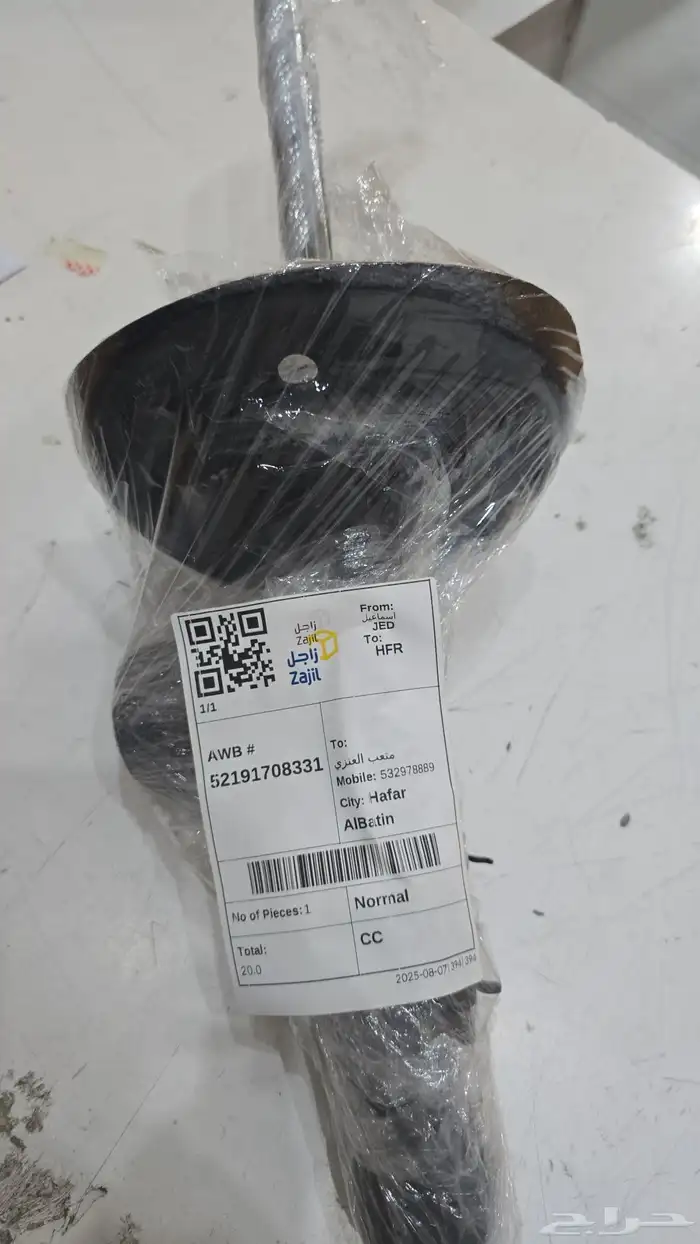 From:
اسماعيل
JED
To:
HFR
زاجل
Zajil
زاجل
Zajil
1/1
AWB #
52191708331
To:
متعب العنزي
Mobile: 532978889
City: Hafar
AlBatin
No of Pieces: 1
Normal
Total:
20.0
CC
2025-08-07| 394| 394
حراج